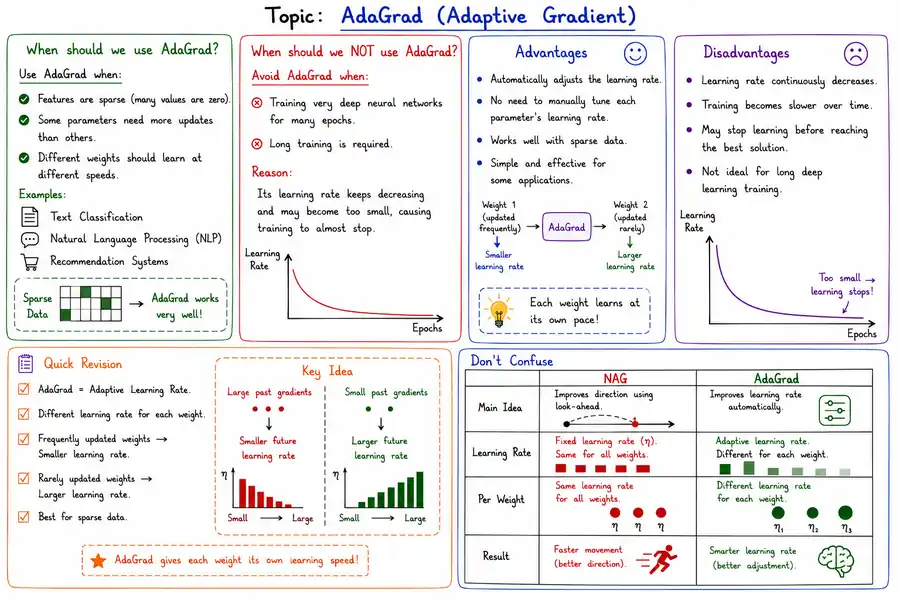 Topic: AdaGrad (Adaptive Gradient)
When should we use AdaGrad?
Use AdaGrad when:
Features are sparse (many values are zero).
Some parameters need more updates
than others.
Different weights should learn at
different speeds.
Examples:
Text Classification
Natural Language Processing (NLP)
Recommendation Systems
Sparse
Data
AdaGrad works
very well!
When should we NOT use AdaGrad?
Avoid AdaGrad when:
Training very deep neural networks
for many epochs.
Long training is required.
Reason:
Its learning rate keeps decreasing
and may become too small, causing
training to almost stop.
Learning
Rate
Epochs
Advantages
Automatically adjusts the learning rate.
No need to manually tune each
parameter's learning rate.
Works well with sparse data.
Simple and effective for
some applications.
Weight 1
(updated
frequently)
Smaller
learning rate
AdaGrad
Weight 2
(updated
rarely)
Larger
learning rate
Each weight learns at
its own pace!
Disadvantages
Learning rate continuously decreases.
Training becomes slower over time.
May stop learning before reaching
the best solution.
Not ideal for long deep
learning training.
Learning
Rate
Too small →
learning stops!
Epochs
Quick Revision
AdaGrad = Adaptive Learning Rate.
Different learning rate for each weight.
Frequently updated weights →
Smaller learning rate.
Rarely updated weights →
Larger learning rate.
Best for sparse data.
Key Idea
Large past gradients
Smaller future
learning rate
η
Small → Large
Small past gradients
Larger future
learning rate
η
Small → Large
AdaGrad gives each weight its own learning speed!
Don't Confuse
NAG
AdaGrad
Main Idea
Improves direction using
look-ahead.
Improves learning rate
automatically.
Learning Rate
Fixed learning rate (η).
Same for all weights.
Adaptive learning rate.
Different for each weight.
Per Weight
Same learning rate
for all weights.
η η η
Different learning rate
for each weight.
η₁ η₂ η₃
Result
Faster movement
(better direction).
Smarter learning rate
(better adjustment).